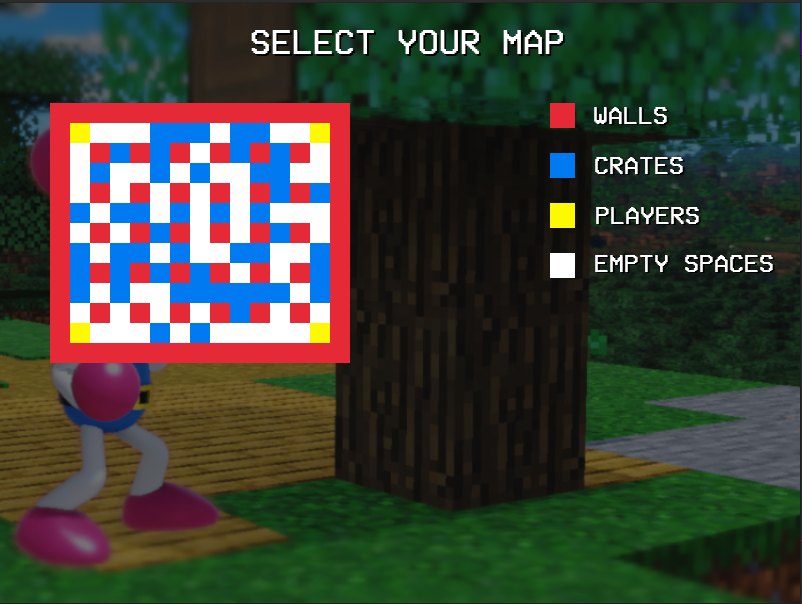 SELECT YOUR MAP
WALLS
CRATES
PLAYERS
EMPTY SPACES